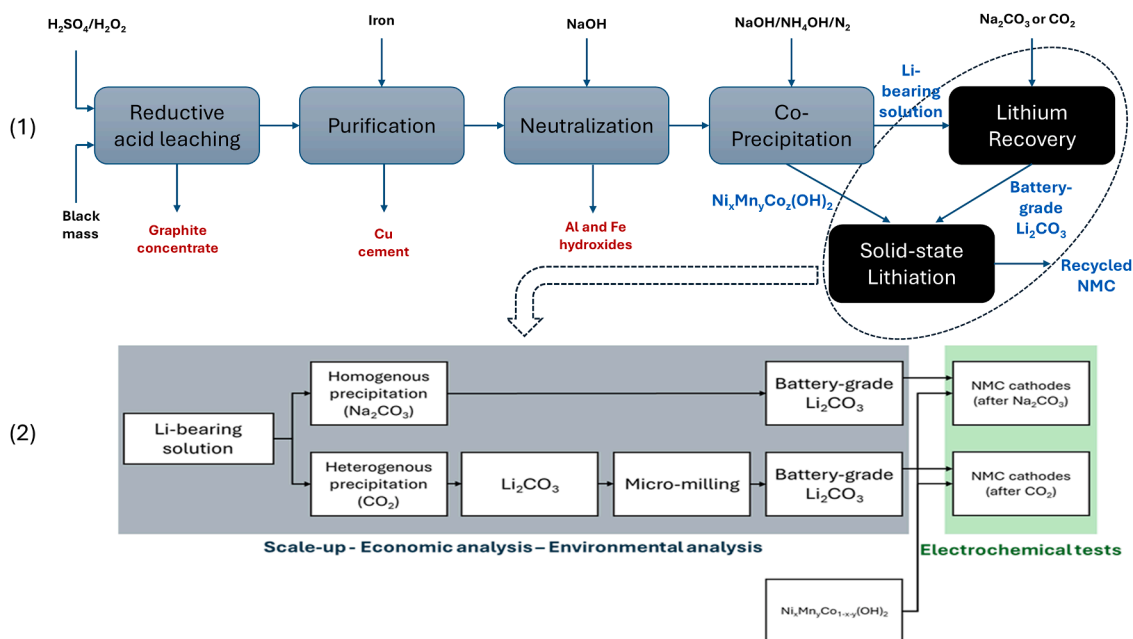 H₂SO₄/H₂O₂
Iron
NaOH
NaOH/NH₄OH/N₂
Na₂CO₃ or CO₂
(1)
Reductive
acid leaching
Purification
Neutralization
Co-
Precipitation
Li-
bearing
solution
Lithium
Recovery
Black
mass
Graphite
concentrate
Cu
cement
Al and Fe
hydroxides
NiₓMnᵧCo_z(OH)₂
Battery-
grade
Li₂CO₃
Solid-state
Lithiation
Recycled
NMC
(2)
Li-bearing
solution
Homogenous
precipitation
(Na₂CO₃)
Battery-grade
Li₂CO₃
NMC cathodes
(after Na₂CO₃)
Heterogenous
precipitation
(CO₂)
Li₂CO₃
Micro-milling
Battery-grade
Li₂CO₃
NMC cathodes
(after CO₂)
Scale-up - Economic analysis – Environmental analysis
Electrochemical tests
NiₓMnᵧCo₁₋ₓ₋ᵧ(OH)₂